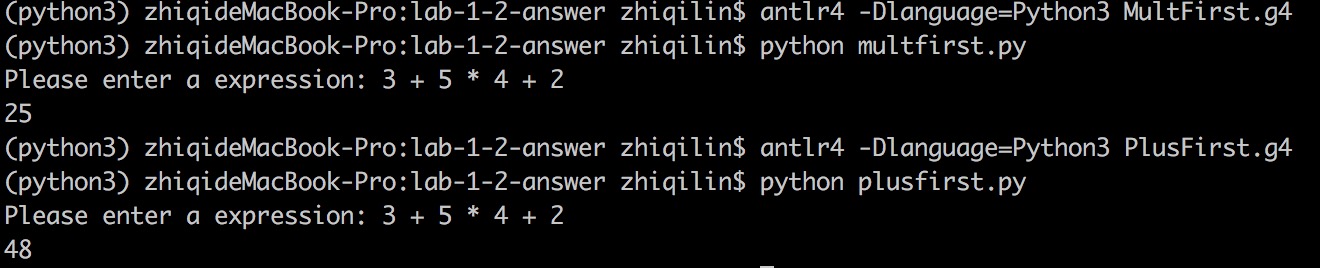 (python3) zhiqideMacBook-Pro:lab-1-2-answer zhiqilin$ antlr4 -Dlanguage=Python3 MultFirst.g4
(python3) zhiqideMacBook-Pro:lab-1-2-answer zhiqilin$ python multfirst.py
Please enter a expression: 3 + 5 * 4 + 2
25
(python3) zhiqideMacBook-Pro:lab-1-2-answer zhiqilin$ antlr4 -Dlanguage=Python3 PlusFirst.g4
(python3) zhiqideMacBook-Pro:lab-1-2-answer zhiqilin$ python plusfirst.py
Please enter a expression: 3 + 5 * 4 + 2
48